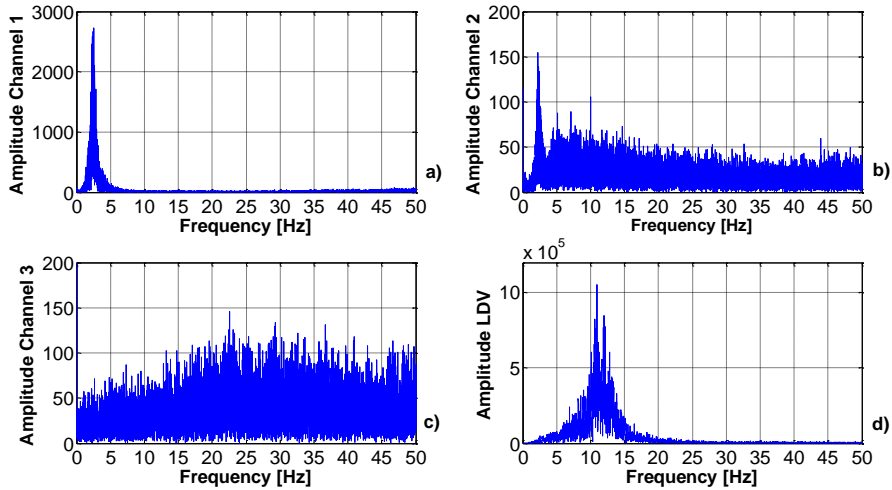 Amplitude Channel 1
3000
2000
1000
0
0 5 10 15 20 25 30 35 40 45 50
Frequency [Hz]
a)
Amplitude Channel 2
200
150
100
50
0
0 5 10 15 20 25 30 35 40 45 50
Frequency [Hz]
b)
Amplitude Channel 3
200
150
100
50
0
0 5 10 15 20 25 30 35 40 45 50
Frequency [Hz]
c)
Amplitude LDV
x 10^5
10
5
0
0 5 10 15 20 25 30 35 40 45 50
Frequency [Hz]
d)